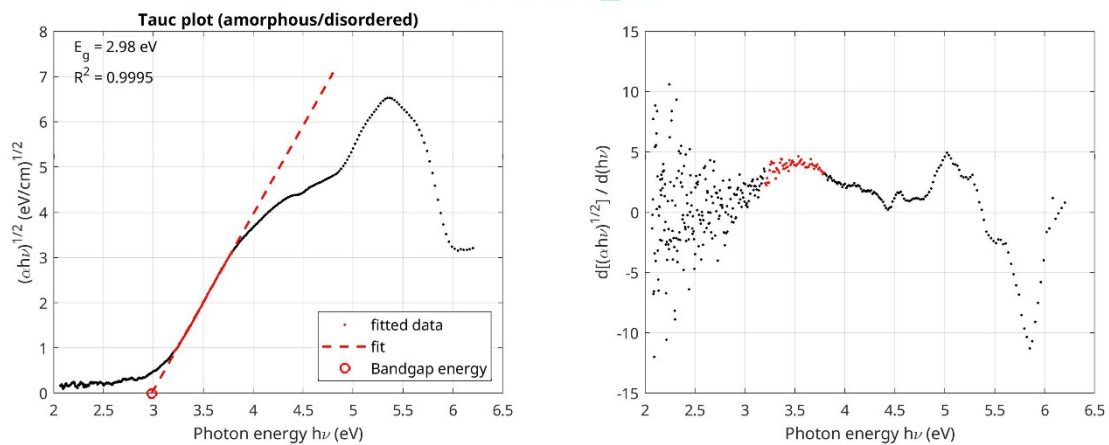 Tauc plot (amorphous/disordered)
8
7
6
5
4
3
2
1
0
E_g = 2.98 eV
R² = 0.9995
(αhν)^{1/2} (eV/cm)^{1/2}
fitted data
fit
Bandgap energy
2 2.5 3 3.5 4 4.5 5 5.5 6 6.5
Photon energy hν (eV)
15
10
5
0
-5
-10
-15
d[(αhν)^{1/2}] / d(hν)
2 2.5 3 3.5 4 4.5 5 5.5 6 6.5
Photon energy hν (eV)